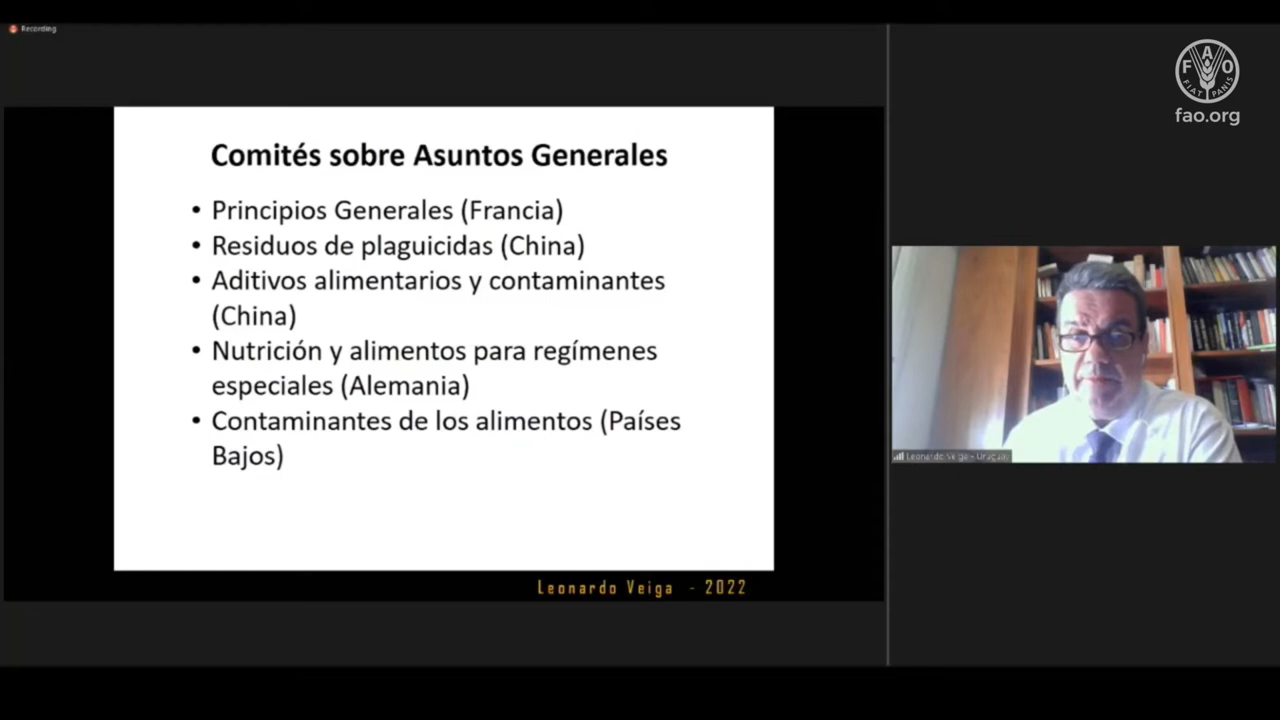 Recording
Comités sobre Asuntos Generales
• Principios Generales (Francia)
• Residuos de plaguicidas (China)
• Aditivos alimentarios y contaminantes
(China)
• Nutrición y alimentos para regímenes
especiales (Alemania)
• Contaminantes de los alimentos (Países
Bajos)
Leonardo Veiga - 2022
F A O
FIAT PANIS
fao.org
Leonardo Veiga - Uruguay